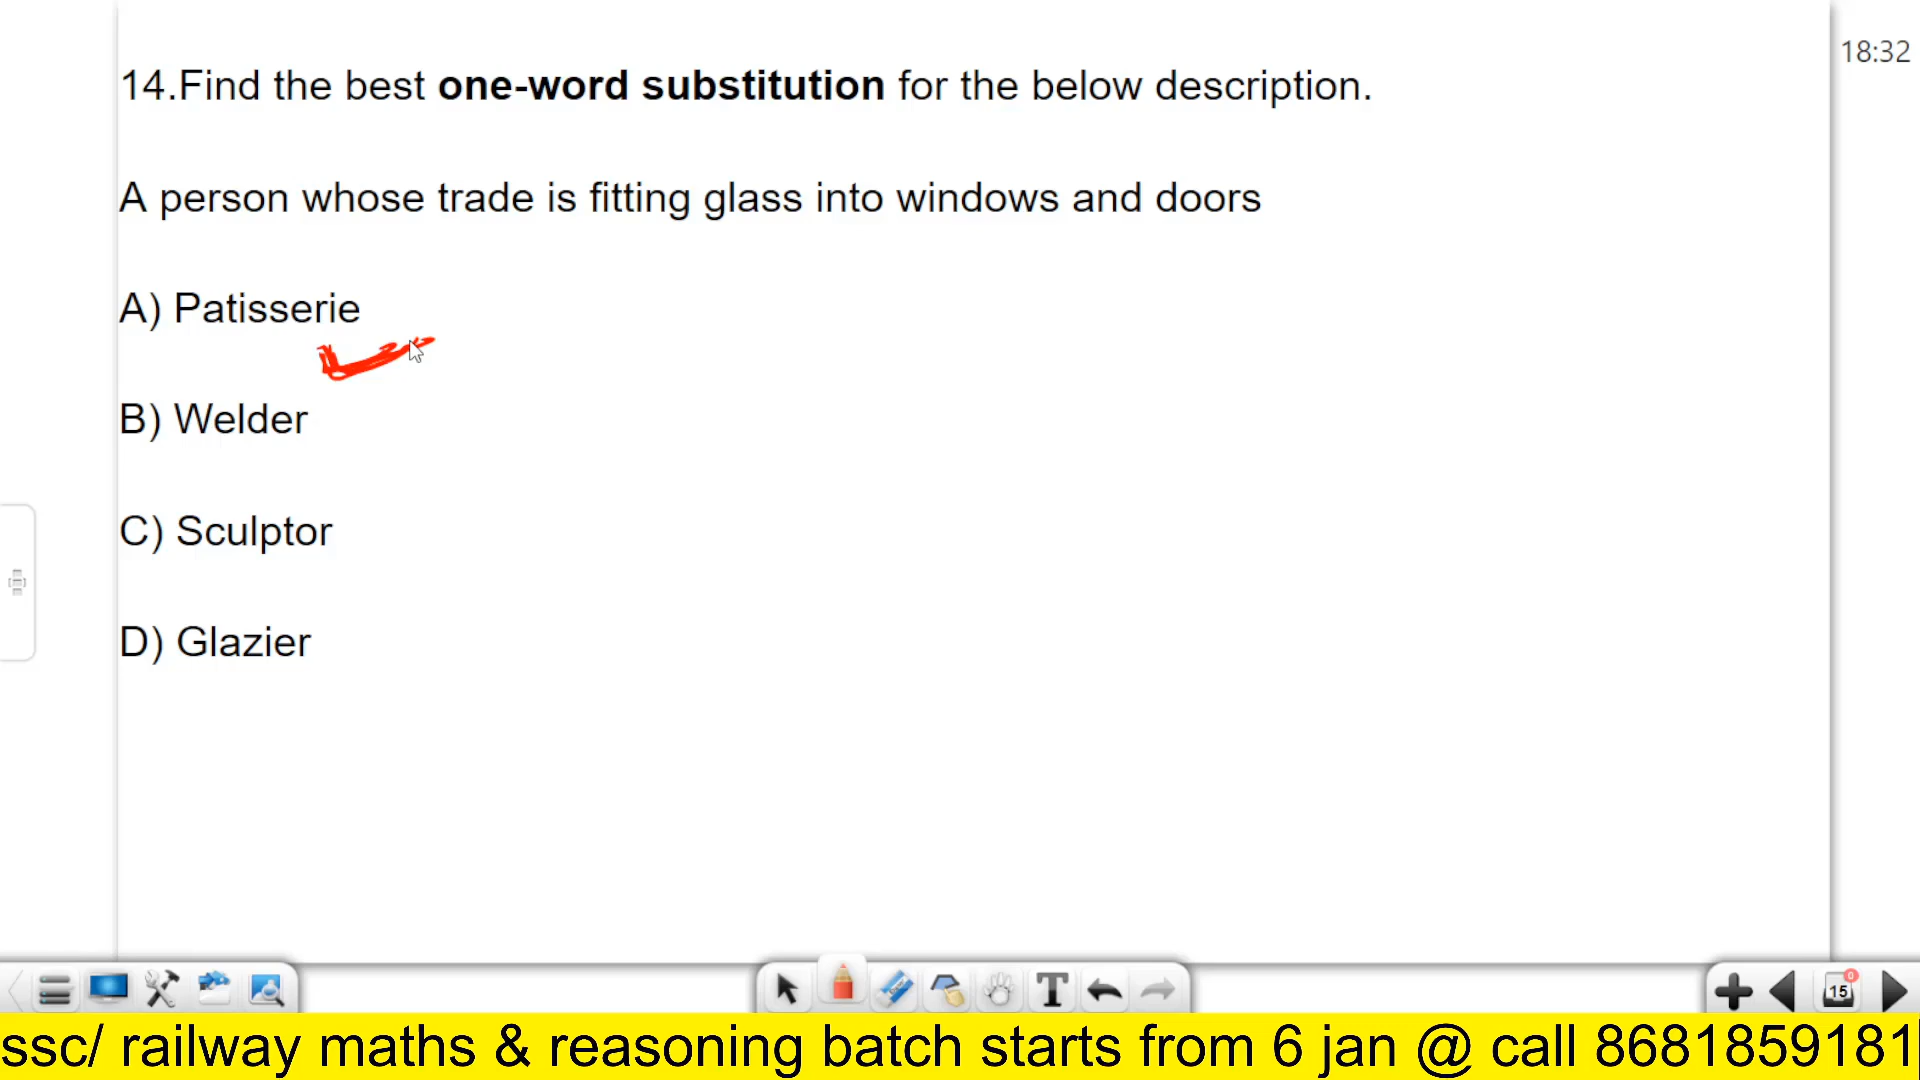 18:32
14.Find the best one-word substitution for the below description.
A person whose trade is fitting glass into windows and doors
A) Patisserie
B) Welder
C) Sculptor
D) Glazier
T
0
15
ssc/ railway maths & reasoning batch starts from 6 jan @ call 8681859181